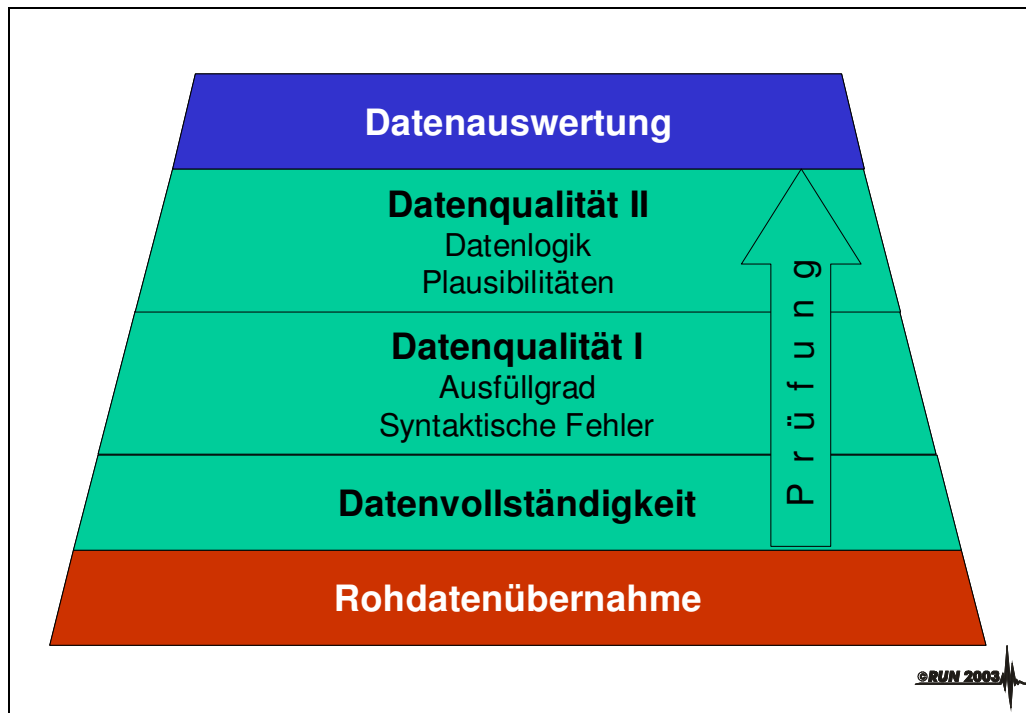 Datenauswertung
Datenqualität II
Datenlogik
Plausibilitäten
Datenqualität I
Ausfüllgrad
Syntaktische Fehler
Datenvollständigkeit
Rohdatenübernahme
Prüfung
©RUN 2003